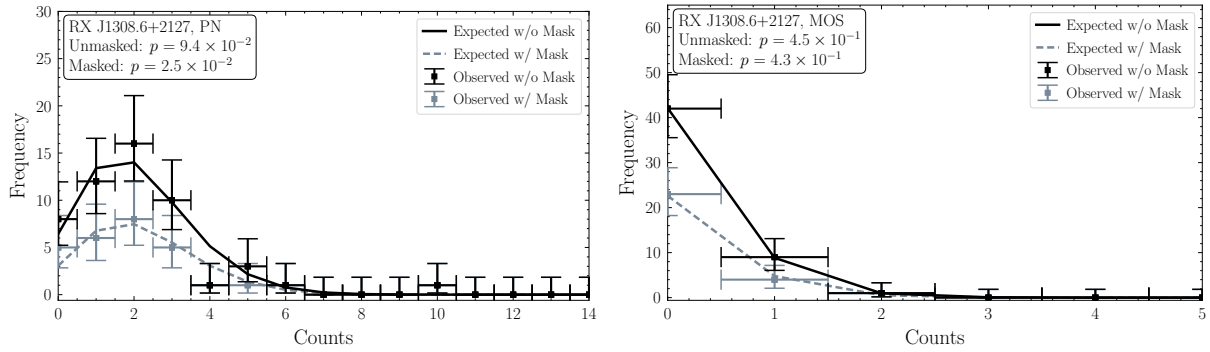 RX J1308.6+2127, PN
Unmasked: p = 9.4 × 10⁻²
Masked: p = 2.5 × 10⁻²
Expected w/o Mask
Expected w/ Mask
Observed w/o Mask
Observed w/ Mask
Frequency
30
25
20
15
10
5
0
0 2 4 6 8 10 12 14
Counts
RX J1308.6+2127, MOS
Unmasked: p = 4.5 × 10⁻¹
Masked: p = 4.3 × 10⁻¹
Expected w/o Mask
Expected w/ Mask
Observed w/o Mask
Observed w/ Mask
Frequency
60
50
40
30
20
10
0
0 1 2 3 4 5
Counts